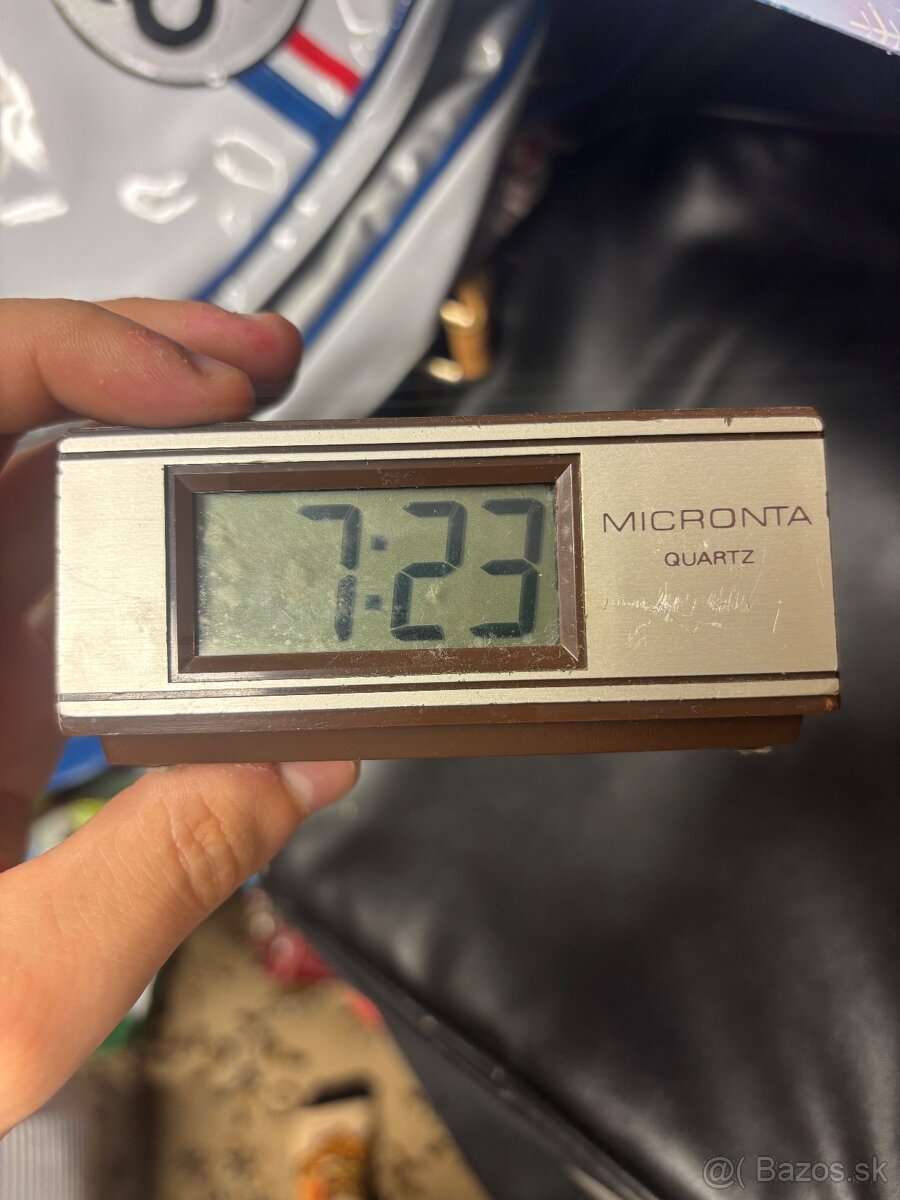 7:23
MICRONTA
QUARTZ
@( Bazos.sk